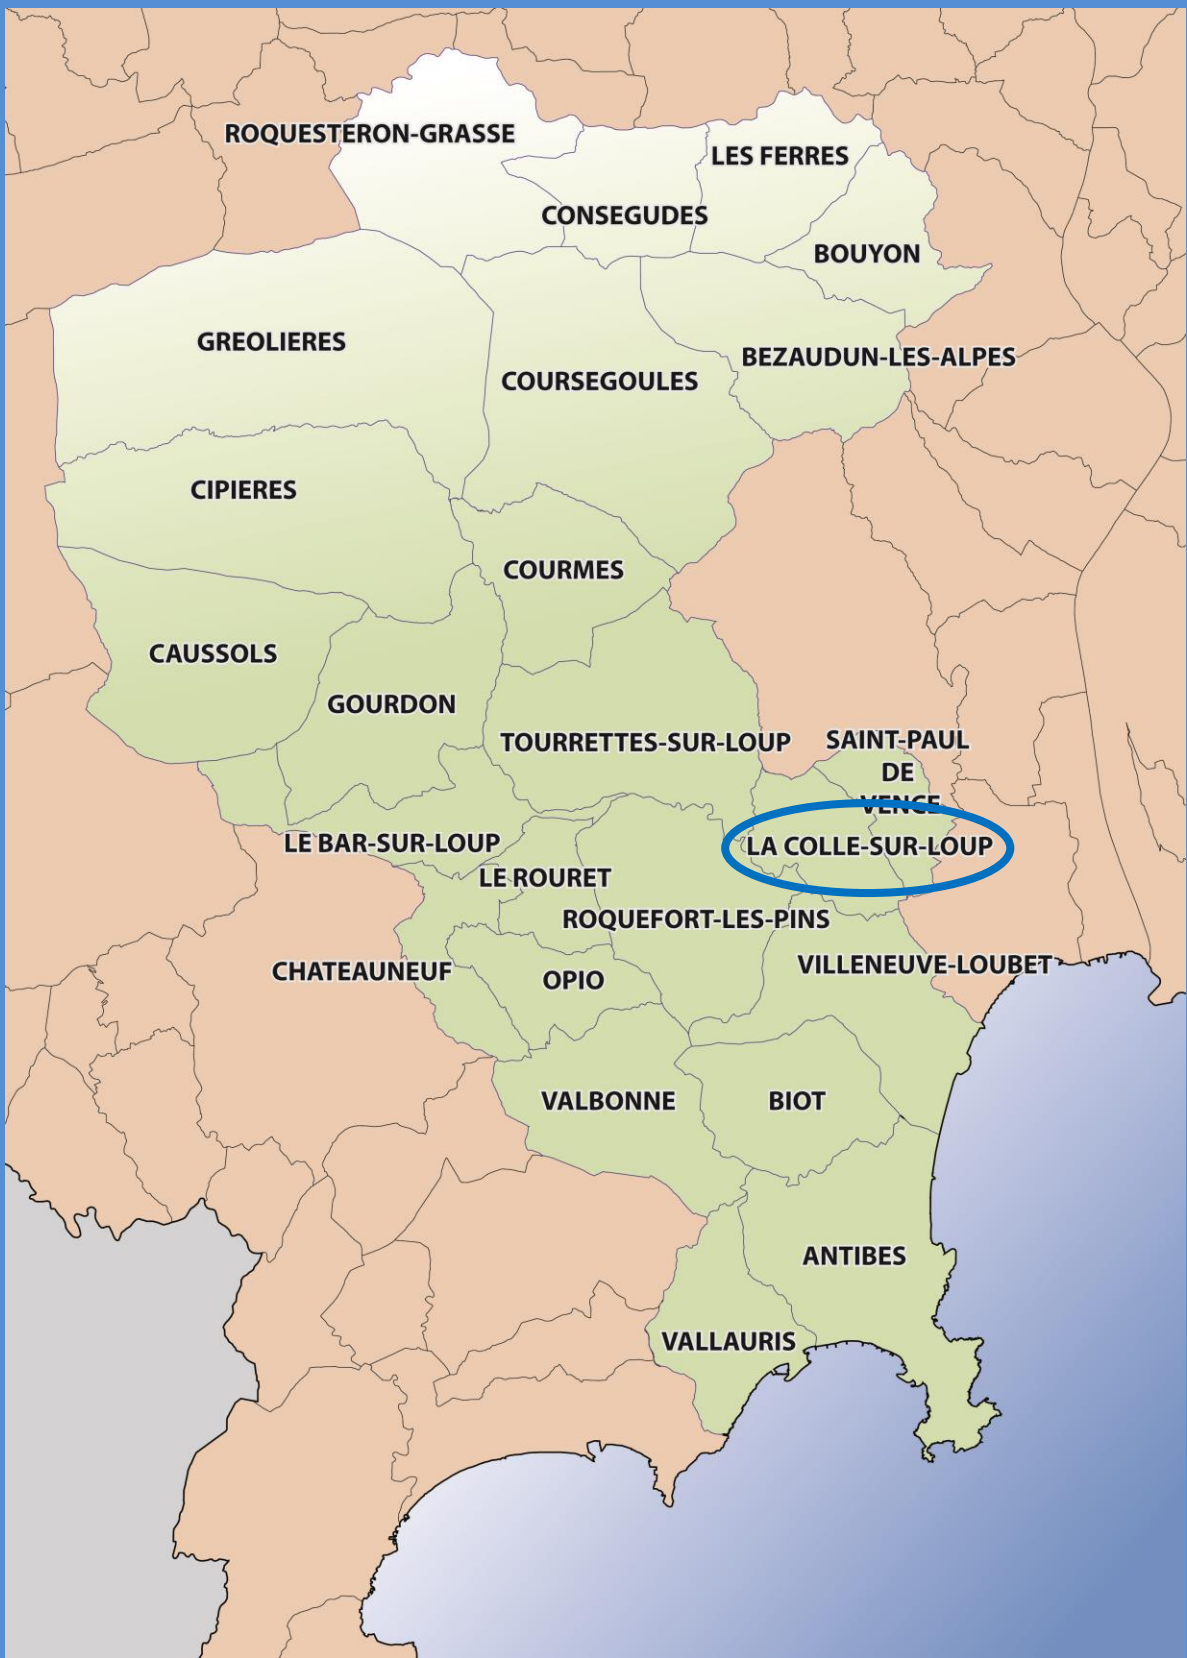 ROQUESTERON-GRASSE
LES FERRES
CONSEGUDES
BOUYON
GREOLIERES
BEZAUDUN-LES-ALPES
COURSEGOULES
CIPIERES
COURMES
CAUSSOLS
GOURDON
TOURRETTES-SUR-LOUP
SAINT-PAUL
DE
VENCE
LE BAR-SUR-LOUP
LA COLLE-SUR-LOUP
LE ROURET
ROQUEFORT-LES-PINS
CHATEAUNEUF
OPIO
VILLENEUVE-LOUBET
VALBONNE
BIOT
ANTIBES
VALLAURIS